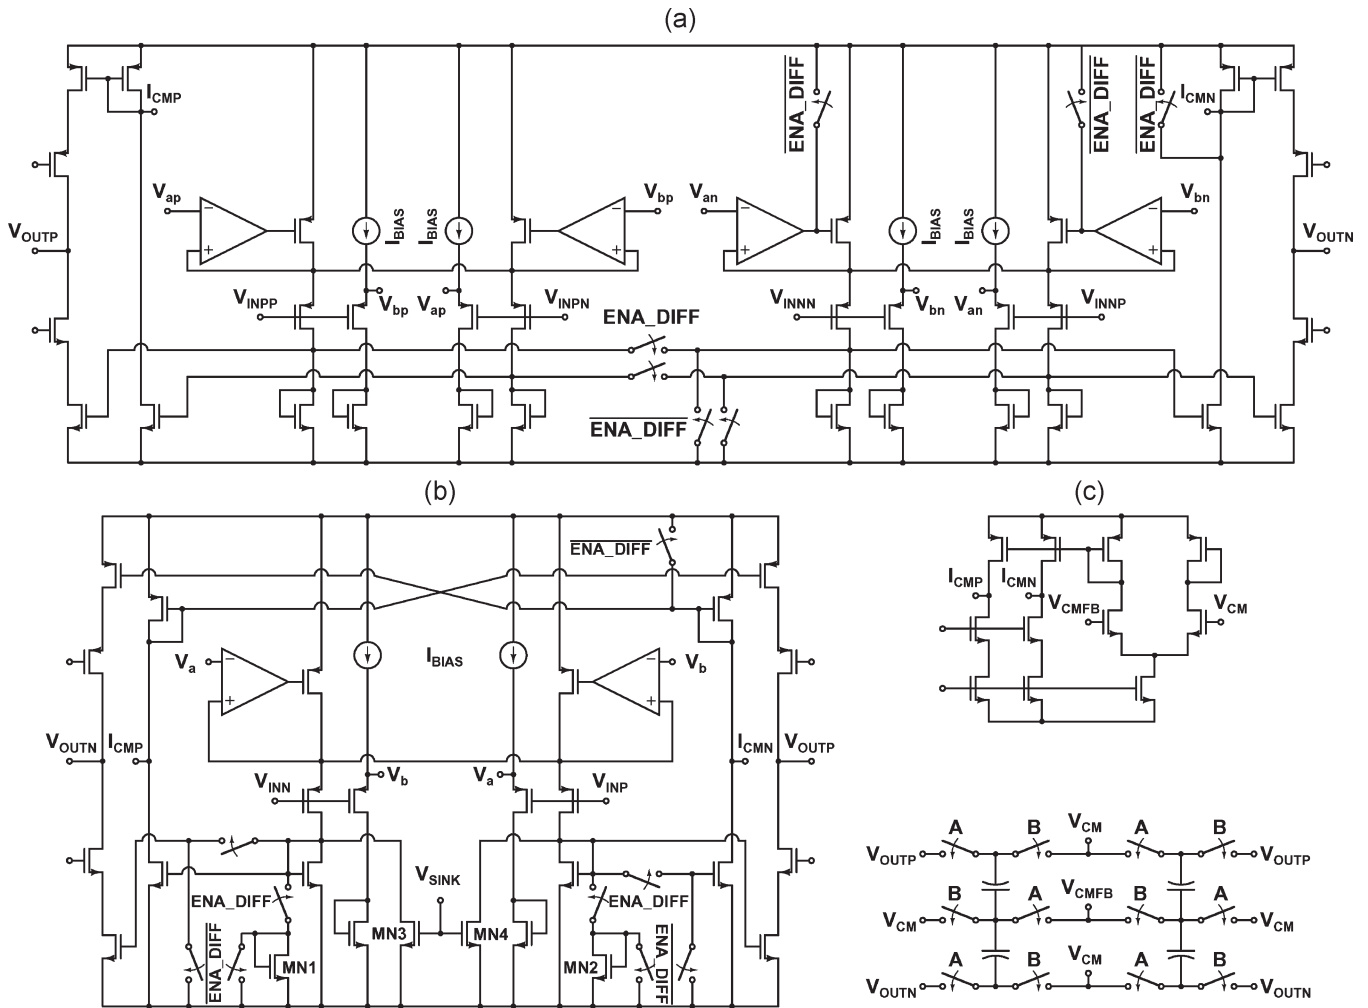 (a)
ENA_DIFF
ENA_DIFF
ENA_DIFF
I_CMP
I_CMN
V_ap
V_bp
V_an
V_bn
V_OUTP
I_BIAS
I_BIAS
I_BIAS
I_BIAS
V_OUTN
V_INPP
V_bp
V_ap
V_INPN
V_INNN
V_bn
V_an
V_INNP
ENA_DIFF
ENA_DIFF
(b)
(c)
ENA_DIFF
I_CMP
I_CMN
V_CMFB
V_CM
V_a
I_BIAS
V_b
V_OUTN
I_CMP
I_CMN
V_OUTP
V_INN
V_b
V_a
V_INP
V_SINK
ENA_DIFF
ENA_DIFF
ENA_DIFF
ENA_DIFF
MN1
MN3
MN4
MN2
A
B
V_CM
A
B
V_OUTP
V_OUTP
B
A
V_CMFB
B
A
V_CM
V_CM
A
B
V_CM
A
B
V_OUTN
V_OUTN